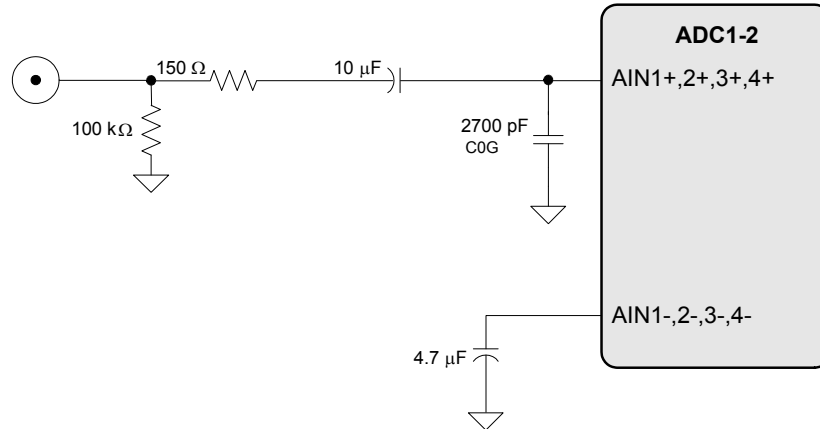 ADC1-2
150 Ω
10 μF
AIN1+,2+,3+,4+
100 kΩ
2700 pF
C0G
AIN1-,2-,3-,4-
4.7 μF